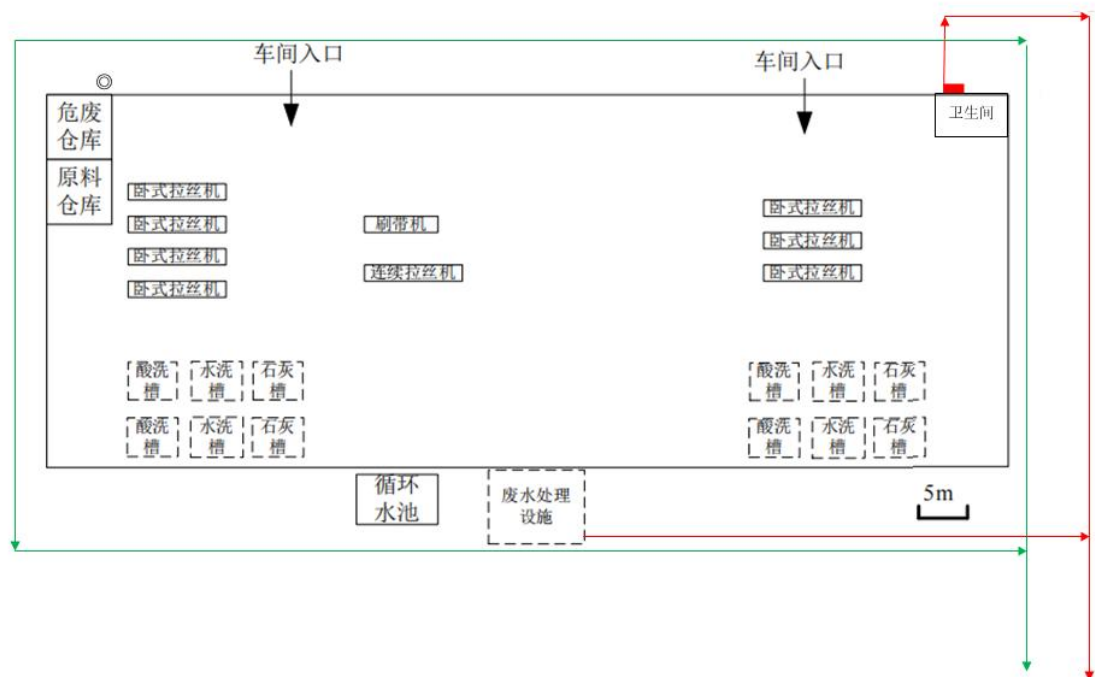 车间入口
车间入口
危废
仓库
卫生间
原料
仓库
卧式拉丝机
卧式拉丝机
卧式拉丝机
卧式拉丝机
刷带机
连续拉丝机
卧式拉丝机
卧式拉丝机
卧式拉丝机
酸洗
槽
水洗
槽
石灰
槽
酸洗
槽
水洗
槽
石灰
槽
酸洗
槽
水洗
槽
石灰
槽
酸洗
槽
水洗
槽
石灰
槽
循环
水池
废水处理
设施
5m